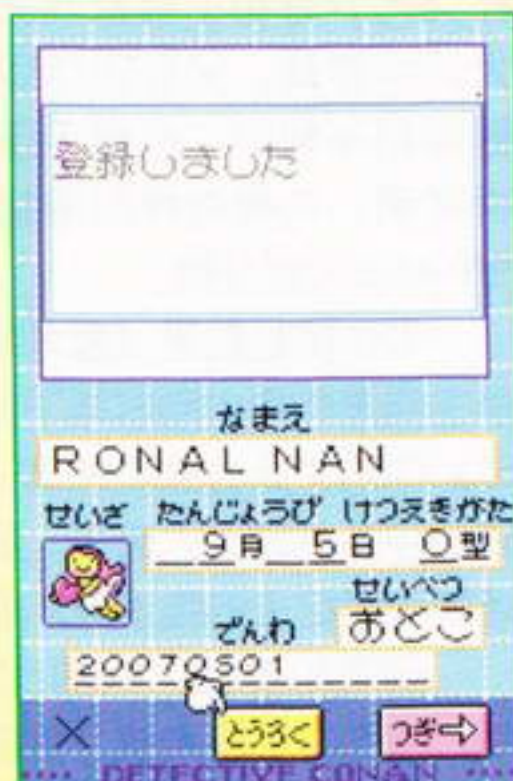 登録しました
なまえ
RONAL NAN
せいざ たんじょうび けつえきがた
9月 5日 O型
せいべつ
でんわ おとこ
20070501
× とうろく つぎ⇨
DETECTIVE CONAN